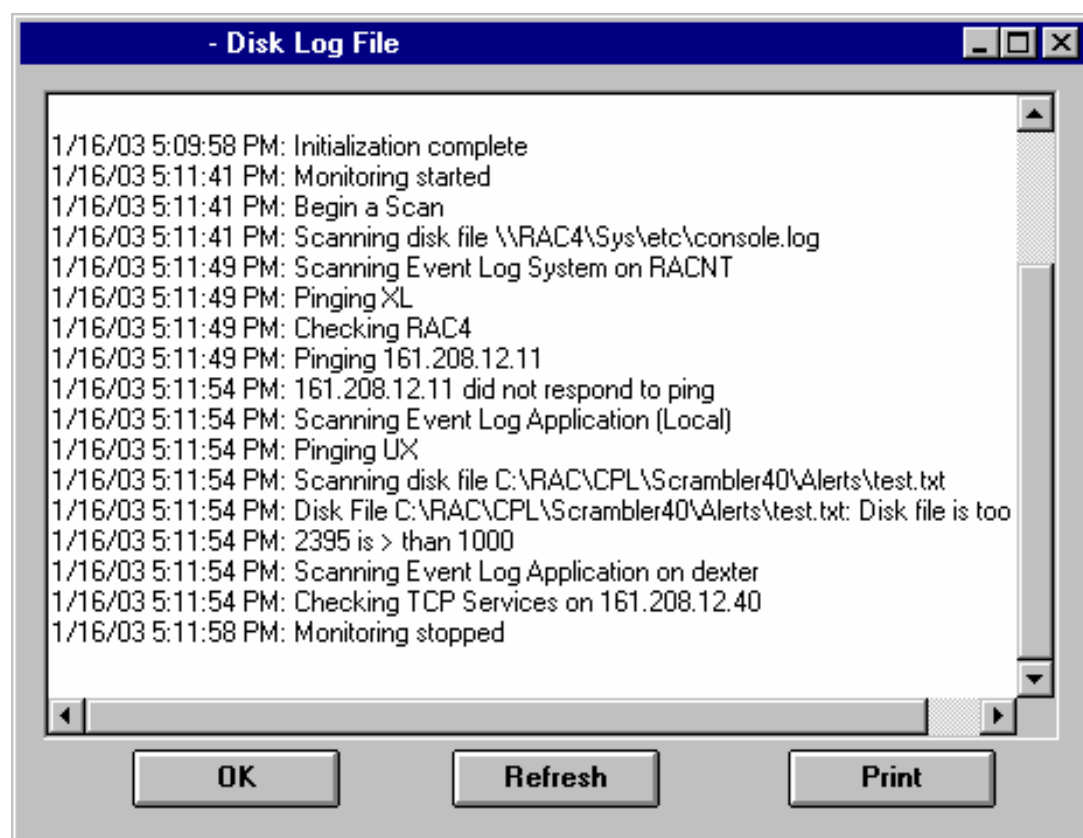 - Disk Log File
1/16/03 5:09:58 PM: Initialization complete
1/16/03 5:11:41 PM: Monitoring started
1/16/03 5:11:41 PM: Begin a Scan
1/16/03 5:11:41 PM: Scanning disk file \\RAC4\Sys\etc\console.log
1/16/03 5:11:49 PM: Scanning Event Log System on RACNT
1/16/03 5:11:49 PM: Pinging XL
1/16/03 5:11:49 PM: Checking RAC4
1/16/03 5:11:49 PM: Pinging 161.208.12.11
1/16/03 5:11:54 PM: 161.208.12.11 did not respond to ping
1/16/03 5:11:54 PM: Scanning Event Log Application (Local)
1/16/03 5:11:54 PM: Pinging UX
1/16/03 5:11:54 PM: Scanning disk file C:\RAC\CPL\Scrambler40\Alerts\test.txt
1/16/03 5:11:54 PM: Disk File C:\RAC\CPL\Scrambler40\Alerts\test.txt: Disk file is too
1/16/03 5:11:54 PM: 2395 is > than 1000
1/16/03 5:11:54 PM: Scanning Event Log Application on dexter
1/16/03 5:11:54 PM: Checking TCP Services on 161.208.12.40
1/16/03 5:11:58 PM: Monitoring stopped
OK Refresh Print